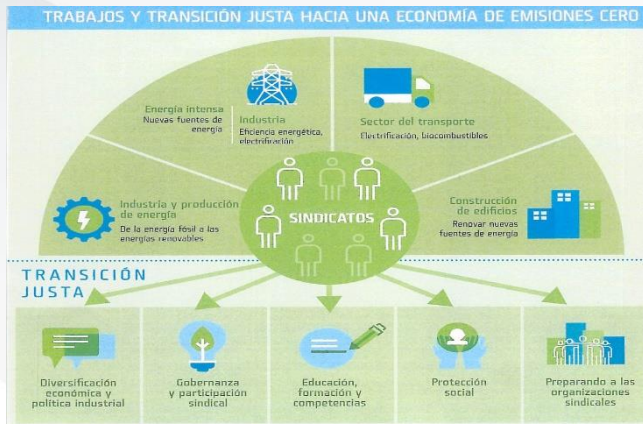 TRABAJOS Y TRANSICIÓN JUSTA HACIA UNA ECONOMÍA DE EMISIONES CERO
Energía intensa
Nuevas fuentes de
energía
Industria
Eficiencia energética,
electrificación
Sector del transporte
Electrificación, biocombustibles
Industria y producción
de energía
De la energía fósil a las
energías renovables
SINDICATOS
Construcción
de edificios
Renovar nuevas
fuentes de energía
TRANSICIÓN
JUSTA
Diversificación
económica y
política industrial
Gobernanza
y participación
sindical
Educación,
formación y
competencias
Protección
social
Preparando a las
organizaciones
sindicales